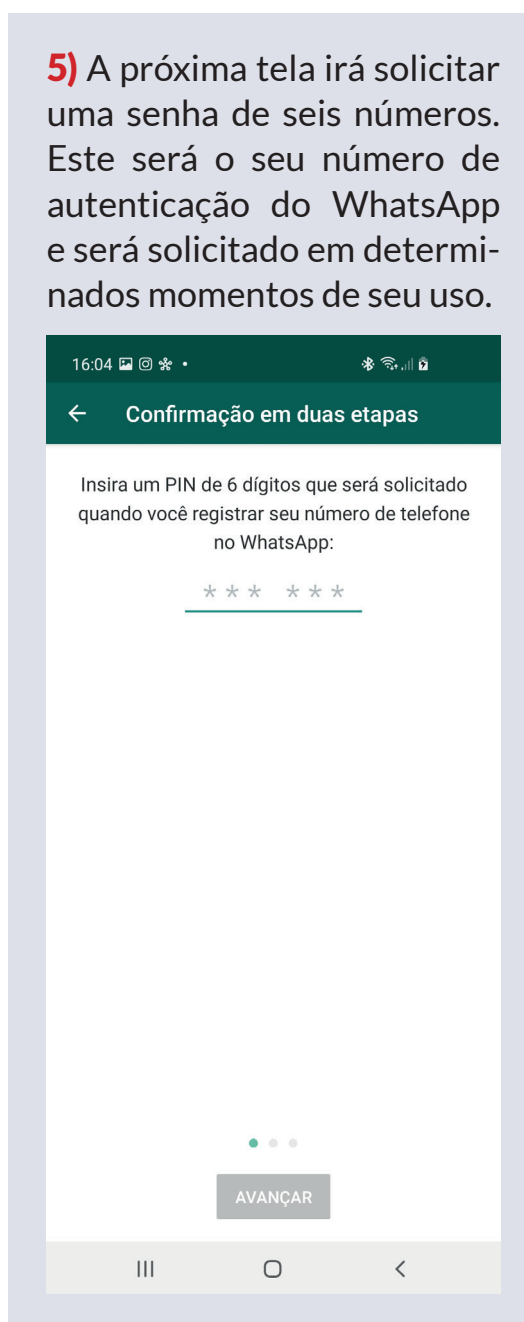 5) A próxima tela irá solicitar
uma senha de seis números.
Este será o seu número de
autenticação do WhatsApp
e será solicitado em determi-
nados momentos de seu uso.
16:04
Confirmação em duas etapas
Insira um PIN de 6 dígitos que será solicitado
quando você registrar seu número de telefone
no WhatsApp:
*** ***
AVANÇAR